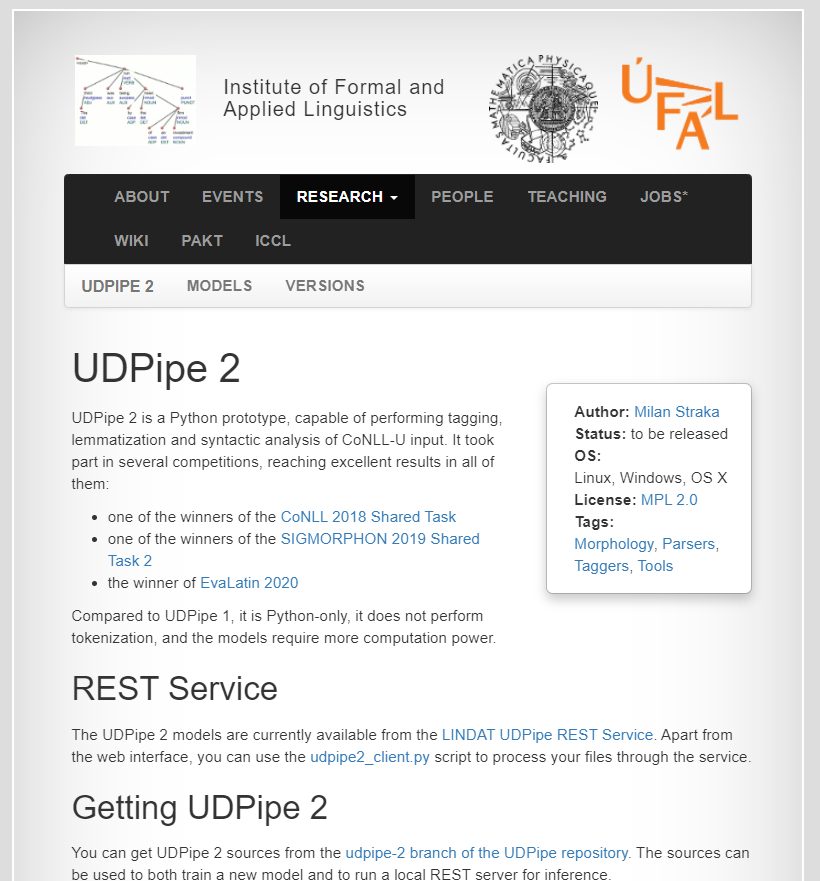 Institute of Formal and
Applied Linguistics
FACULTAS MATHEMATICA PHYSICAQUE
ÚFAL
ABOUT EVENTS RESEARCH PEOPLE TEACHING JOBS*
WIKI PAKT ICCL
UDPIPE 2 MODELS VERSIONS
UDPipe 2
UDPipe 2 is a Python prototype, capable of performing tagging,
lemmatization and syntactic analysis of CoNLL-U input. It took
part in several competitions, reaching excellent results in all of
them:
one of the winners of the CoNLL 2018 Shared Task
one of the winners of the SIGMORPHON 2019 Shared
Task 2
the winner of EvaLatin 2020
Compared to UDPipe 1, it is Python-only, it does not perform
tokenization, and the models require more computation power.
Author: Milan Straka
Status: to be released
OS:
Linux, Windows, OS X
License: MPL 2.0
Tags:
Morphology, Parsers,
Taggers, Tools
REST Service
The UDPipe 2 models are currently available from the LINDAT UDPipe REST Service. Apart from
the web interface, you can use the udpipe2_client.py script to process your files through the service.
Getting UDPipe 2
You can get UDPipe 2 sources from the udpipe-2 branch of the UDPipe repository. The sources can
be used to both train a new model and to run a local REST server for inference.